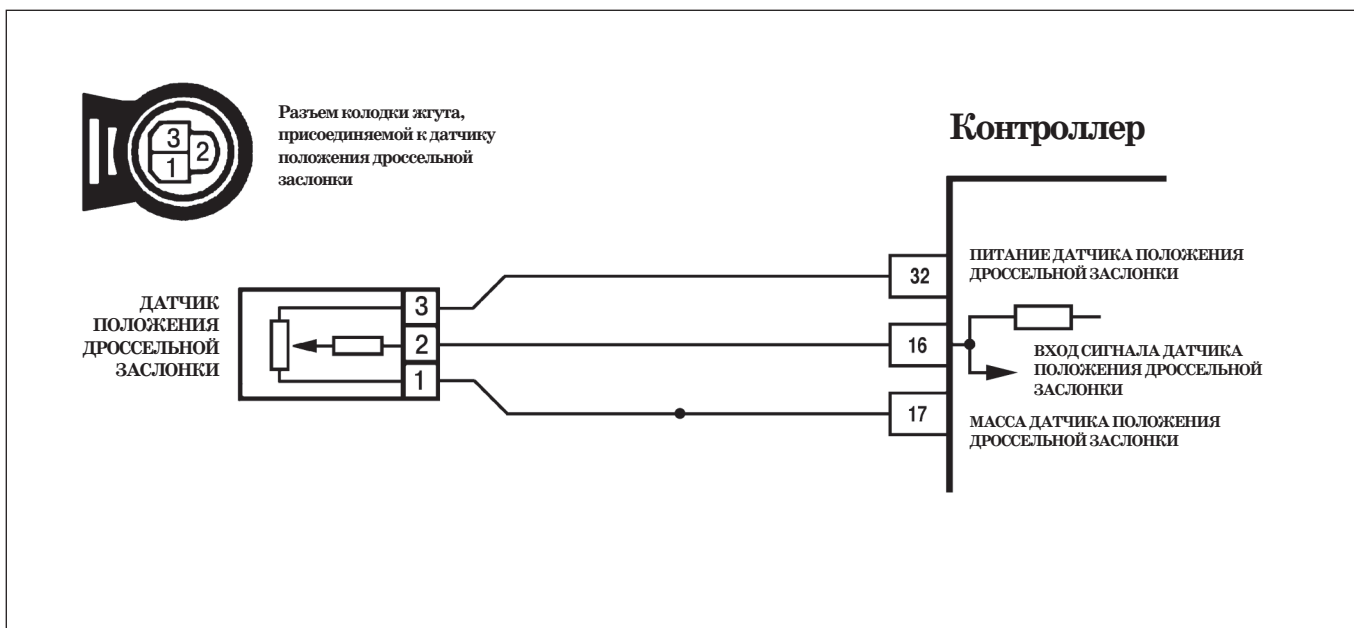 3
2
1
Разъем колодки жгута,
присоединяемой к датчику
положения дроссельной
заслонки
Контроллер
ДАТЧИК
ПОЛОЖЕНИЯ
ДРОССЕЛЬНОЙ
ЗАСЛОНКИ
3
2
1
32
16
17
ПИТАНИЕ ДАТЧИКА ПОЛОЖЕНИЯ
ДРОССЕЛЬНОЙ ЗАСЛОНКИ
ВХОД СИГНАЛА ДАТЧИКА
ПОЛОЖЕНИЯ ДРОССЕЛЬНОЙ
ЗАСЛОНКИ
МАССА ДАТЧИКА ПОЛОЖЕНИЯ
ДРОССЕЛЬНОЙ ЗАСЛОНКИ